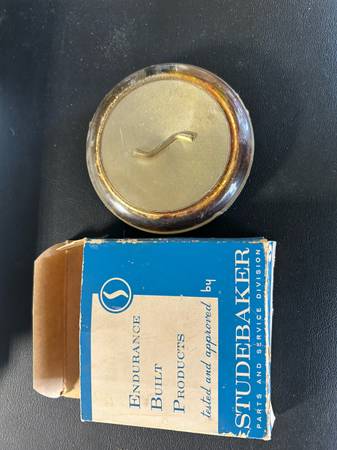 S
S
ENDURANCE
BUILT
PRODUCTS
tested and approved by
STUDEBAKER
PARTS AND SERVICE DIVISION